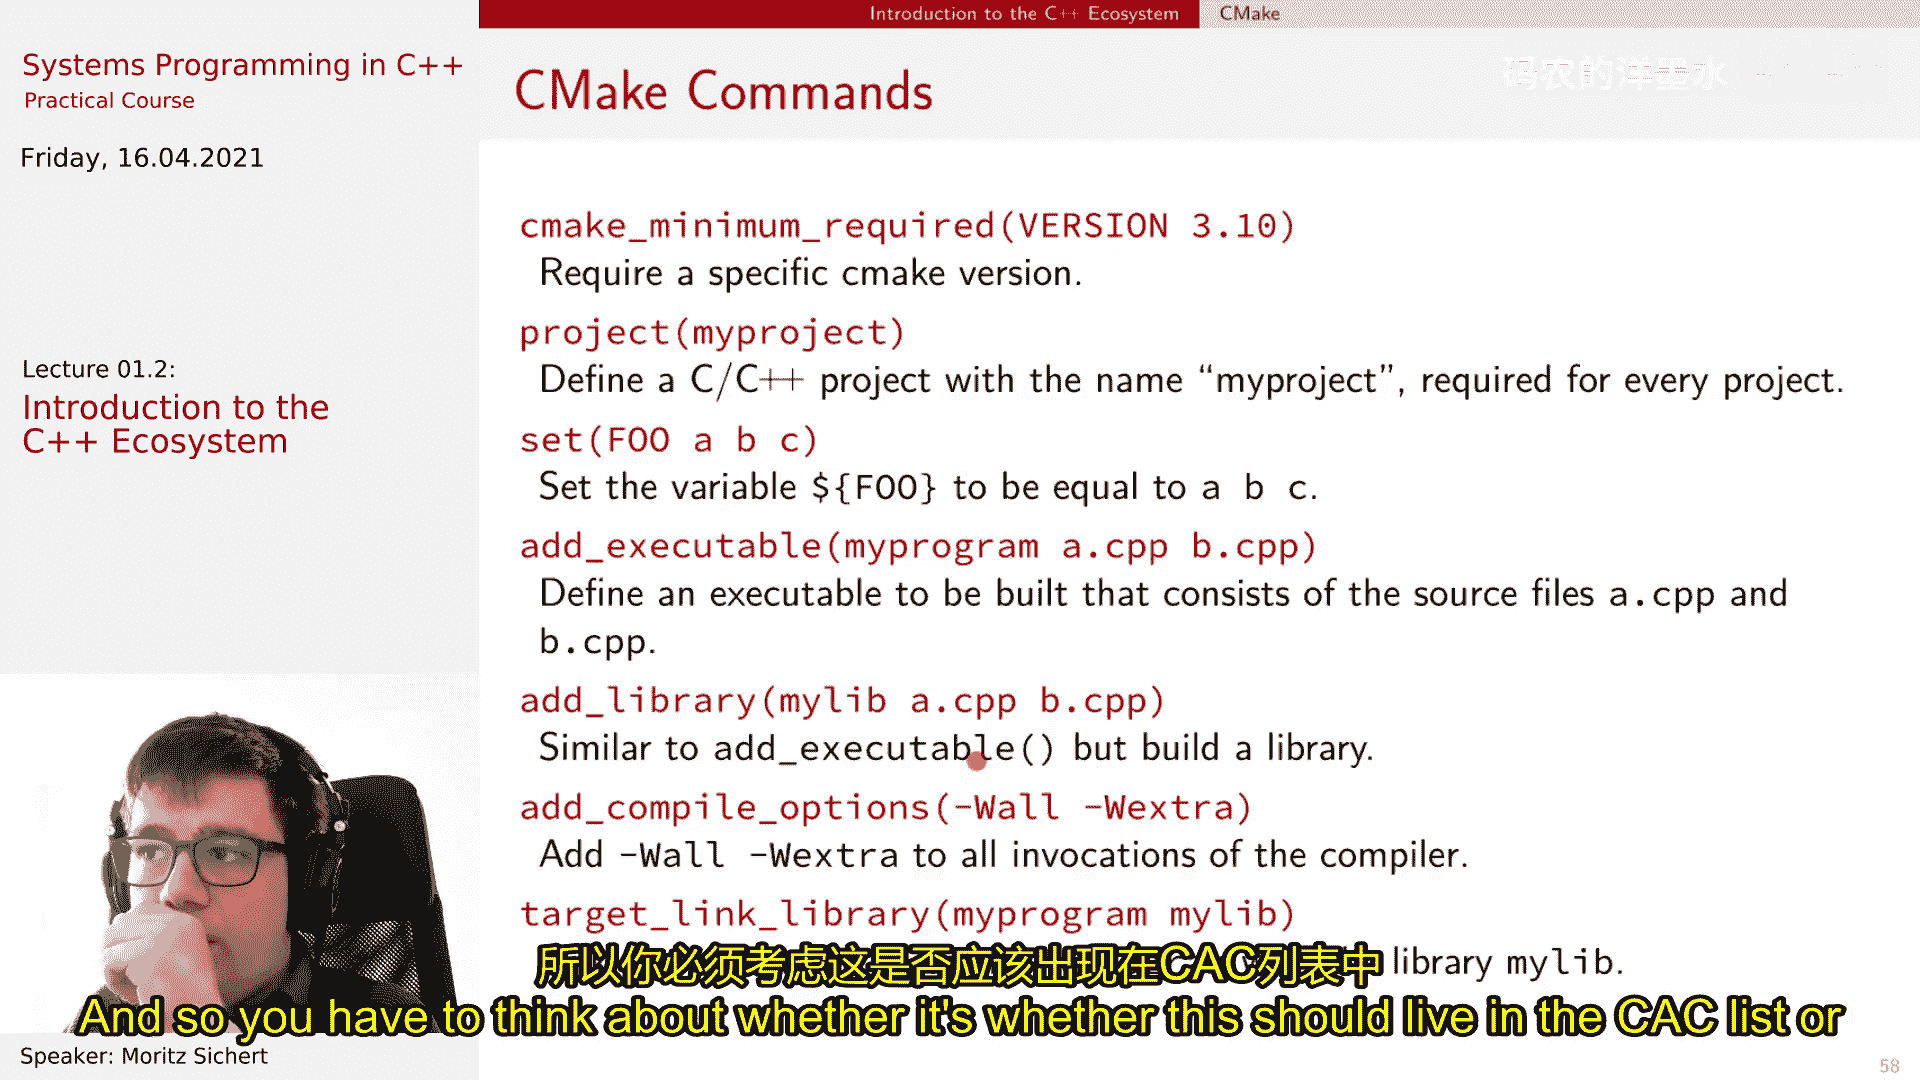 Introduction to the C++ Ecosystem
CMake
Systems Programming in C++
Practical Course
Friday, 16.04.2021
Lecture 01.2:
Introduction to the
C++ Ecosystem
CMake Commands
码农的洋墨水
cmake_minimum_required(VERSION 3.10)
Require a specific cmake version.
project(myproject)
Define a C/C++ project with the name “myproject”, required for every project.
set(FOO a b c)
Set the variable ${FOO} to be equal to a b c.
add_executable(myprogram a.cpp b.cpp)
Define an executable to be built that consists of the source files a.cpp and
b.cpp.
add_library(mylib a.cpp b.cpp)
Similar to add_executable() but build a library.
add_compile_options(-Wall -Wextra)
Add -Wall -Wextra to all invocations of the compiler.
target_link_library(myprogram mylib)
library mylib.
所以你必须考虑这是否应该出现在CAC列表中
And so you have to think about whether it's whether this should live in the CAC list or
Speaker: Moritz Sichert
58